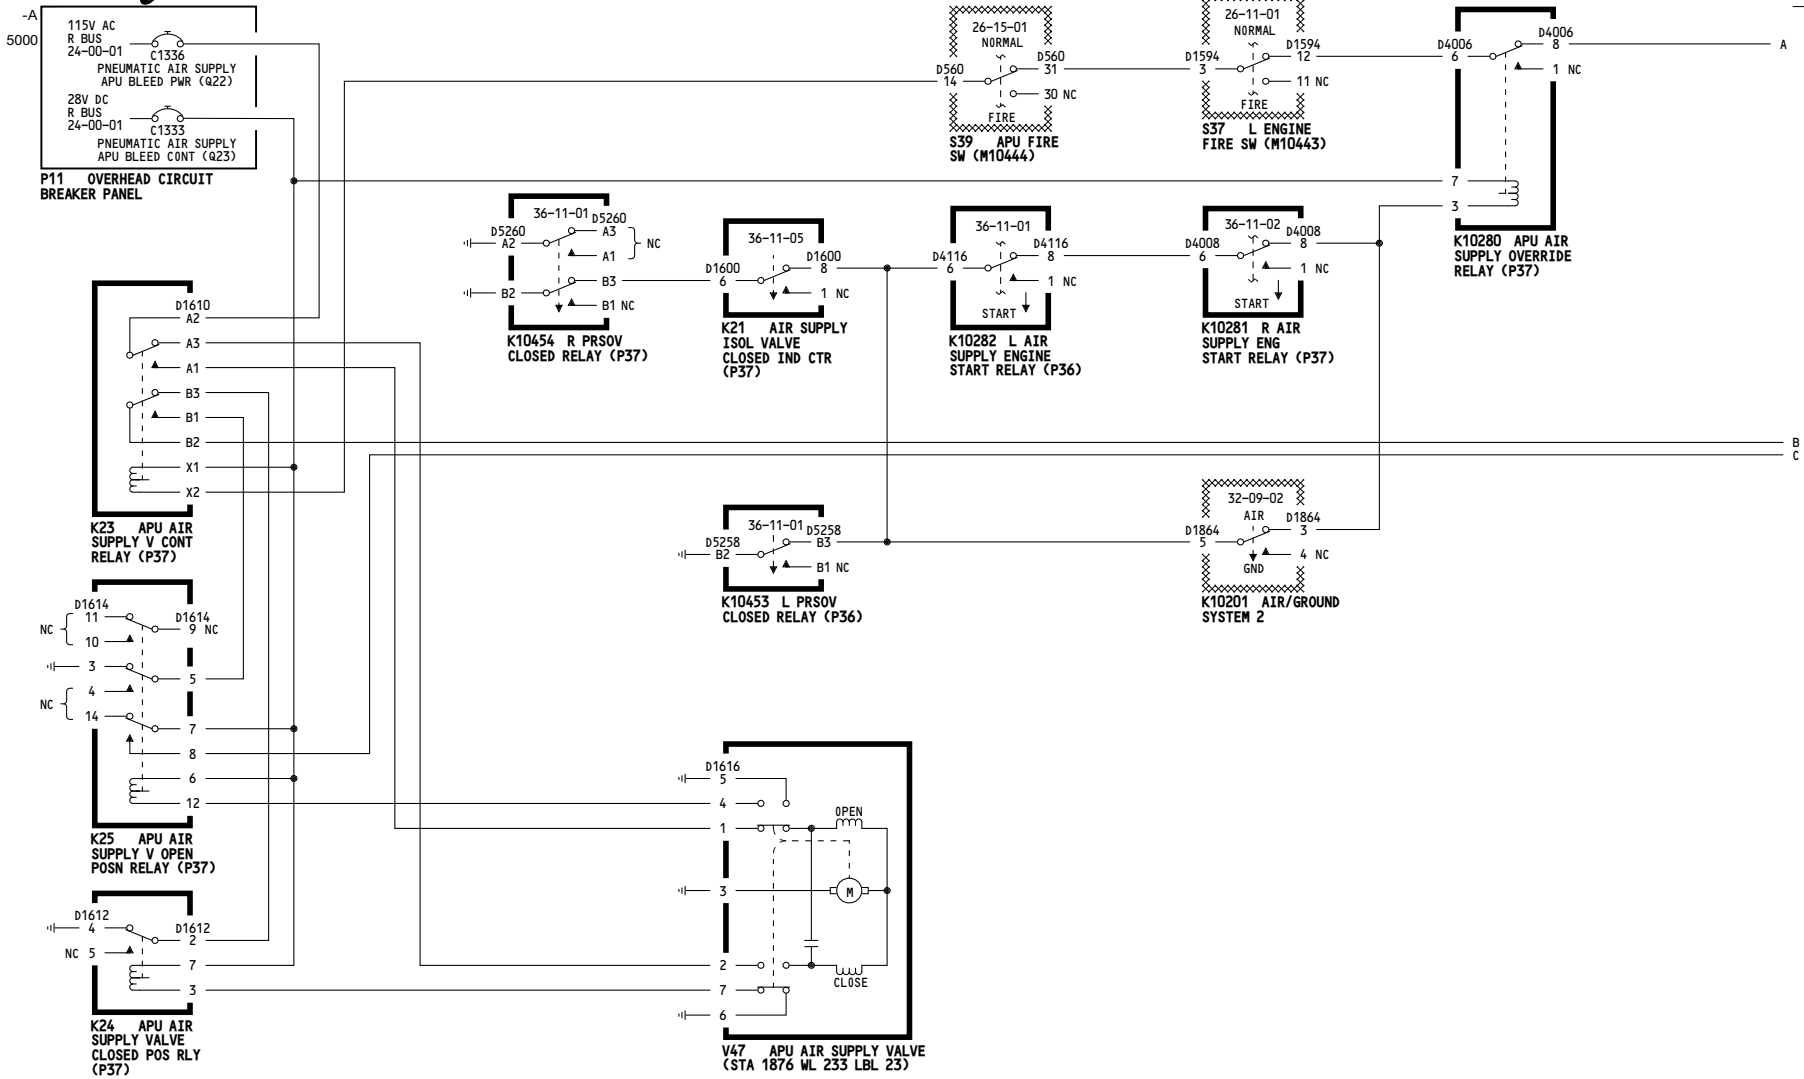 -A
5000
115V AC
R BUS
24-00-01
C1336
PNEUMATIC AIR SUPPLY
APU BLEED PWR (Q22)
28V DC
R BUS
24-00-01
C1333
PNEUMATIC AIR SUPPLY
APU BLEED CONT (Q23)
P11 OVERHEAD CIRCUIT
BREAKER PANEL
26-15-01
NORMAL
D560
14
D560
31
30 NC
FIRE
S39 APU FIRE
SW (M10444)
26-11-01
NORMAL
D1594
3
D1594
12
11 NC
FIRE
S37 L ENGINE
FIRE SW (M10443)
D4006
6
D4006
8
1 NC
7
3
K10280 APU AIR
SUPPLY OVERRIDE
RELAY (P37)
A
36-11-01
D5260
A2
D5260
A3
NC
A1
B2
B3
B1 NC
K10454 R PRSOV
CLOSED RELAY (P37)
36-11-05
D1600
6
D1600
8
1 NC
K21 AIR SUPPLY
ISOL VALVE
CLOSED IND CTR
(P37)
36-11-01
D4116
6
D4116
8
1 NC
START
K10282 L AIR
SUPPLY ENGINE
START RELAY (P36)
36-11-02
D4008
6
D4008
8
1 NC
START
K10281 R AIR
SUPPLY ENG
START RELAY (P37)
D1610
A2
A3
A1
B3
B1
B2
X1
X2
K23 APU AIR
SUPPLY V CONT
RELAY (P37)
B
C
36-11-01
D5258
B2
D5258
B3
B1 NC
K10453 L PRSOV
CLOSED RELAY (P36)
32-09-02
AIR
D1864
5
D1864
3
4 NC
GND
K10201 AIR/GROUND
SYSTEM 2
D1614
11
NC
10
D1614
9 NC
3
5
4
NC
14
7
8
6
12
K25 APU AIR
SUPPLY V OPEN
POSN RELAY (P37)
D1612
4
NC 5
D1612
2
7
3
K24 APU AIR
SUPPLY VALVE
CLOSED POS RLY
(P37)
D1616
5
4
1
OPEN
3
M
2
CLOSE
7
6
V47 APU AIR SUPPLY VALVE
(STA 1876 WL 233 LBL 23)